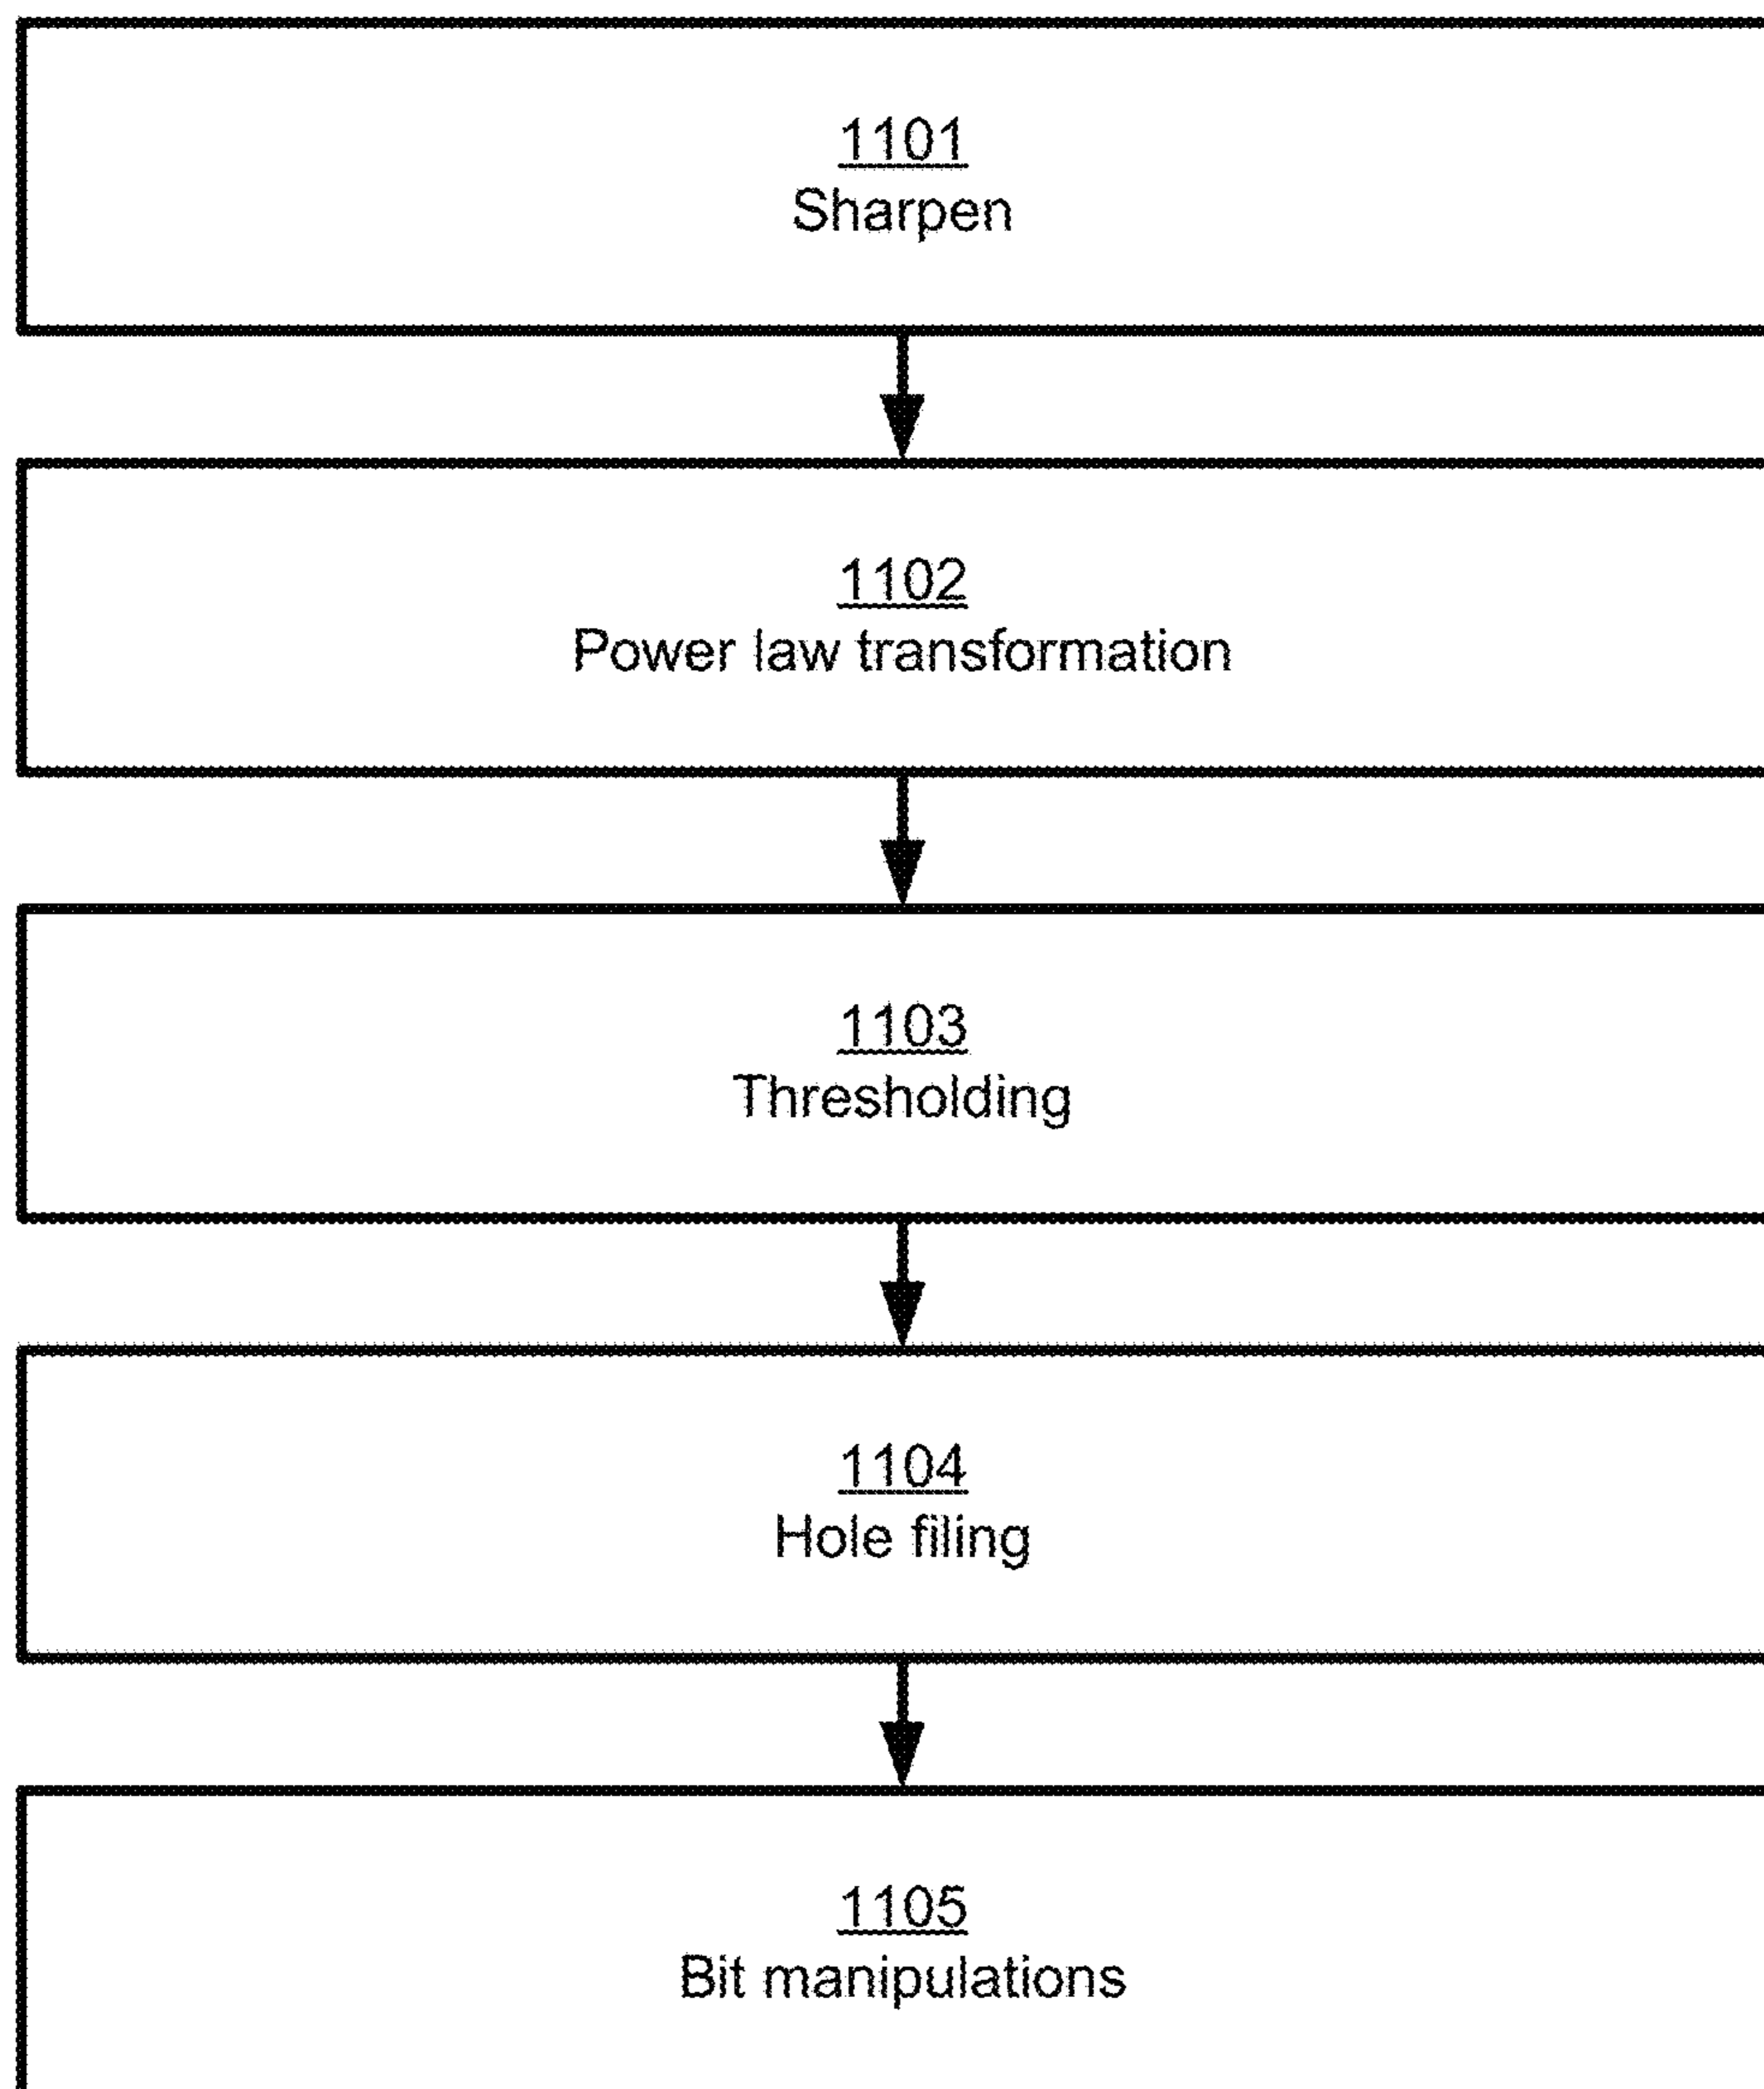 1101
Sharpen
1102
Power law transformation
1103
Thresholding
1104
Hole filing
1105
Bit manipulations